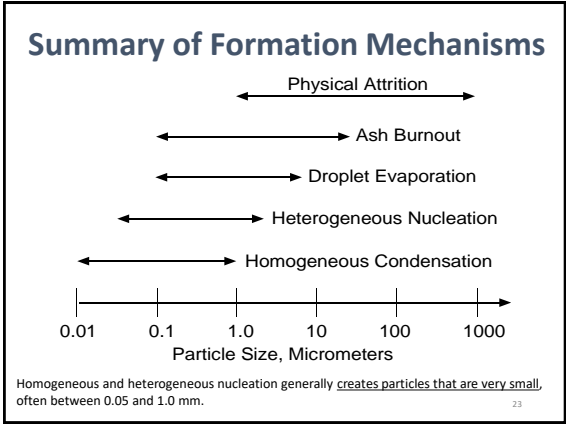 Summary of Formation Mechanisms
Physical Attrition
Ash Burnout
Droplet Evaporation
Heterogeneous Nucleation
Homogeneous Condensation
0.01 0.1 1.0 10 100 1000
Particle Size, Micrometers
Homogeneous and heterogeneous nucleation generally creates particles that are very small,
often between 0.05 and 1.0 mm.
23